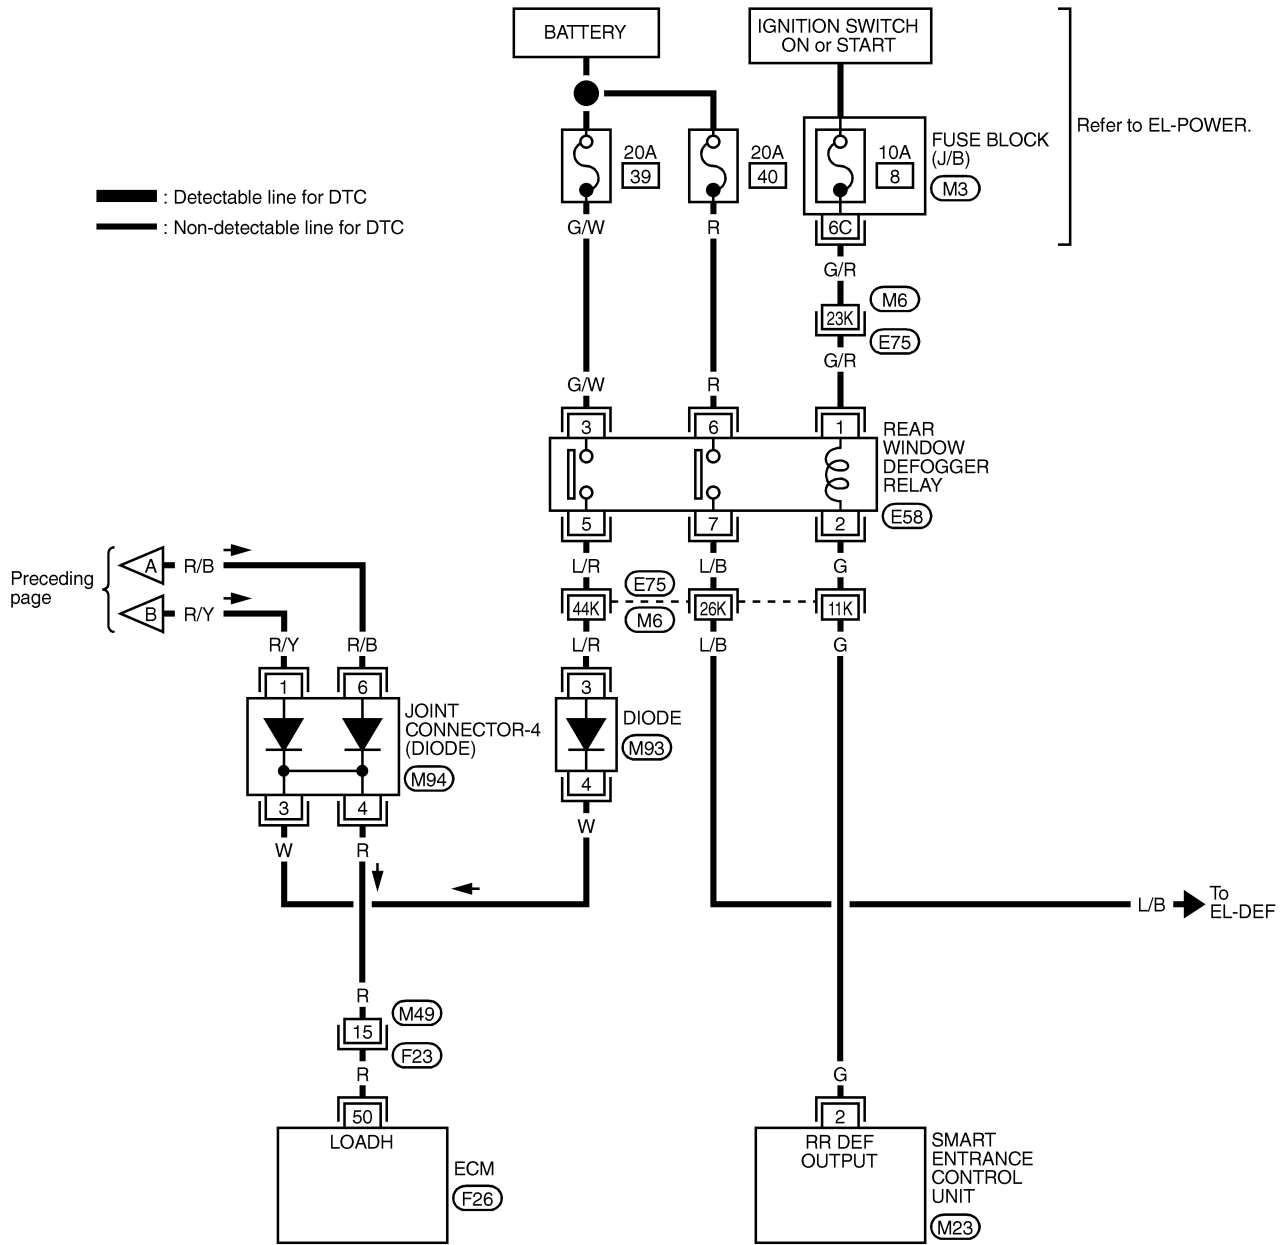 BATTERY
IGNITION SWITCH
ON or START
Refer to EL-POWER.
20A
39
20A
40
10A
8
FUSE BLOCK
(J/B)
M3
: Detectable line for DTC
: Non-detectable line for DTC
G/W
R
6C
G/R
M6
23K
E75
G/R
G/W
R
3
6
1
REAR
WINDOW
DEFOGGER
RELAY
E58
5
7
2
L/R
L/B
G
Preceding
page
A
R/B
B
R/Y
E75
44K
26K
11K
M6
R/Y
R/B
L/R
L/B
G
1
6
3
JOINT
CONNECTOR-4
(DIODE)
M94
DIODE
M93
3
4
4
W
R
W
L/B
To
EL-DEF
R
M49
15
F23
R
G
50
2
LOADH
RR DEF
OUTPUT
ECM
F26
SMART
ENTRANCE
CONTROL
UNIT
M23